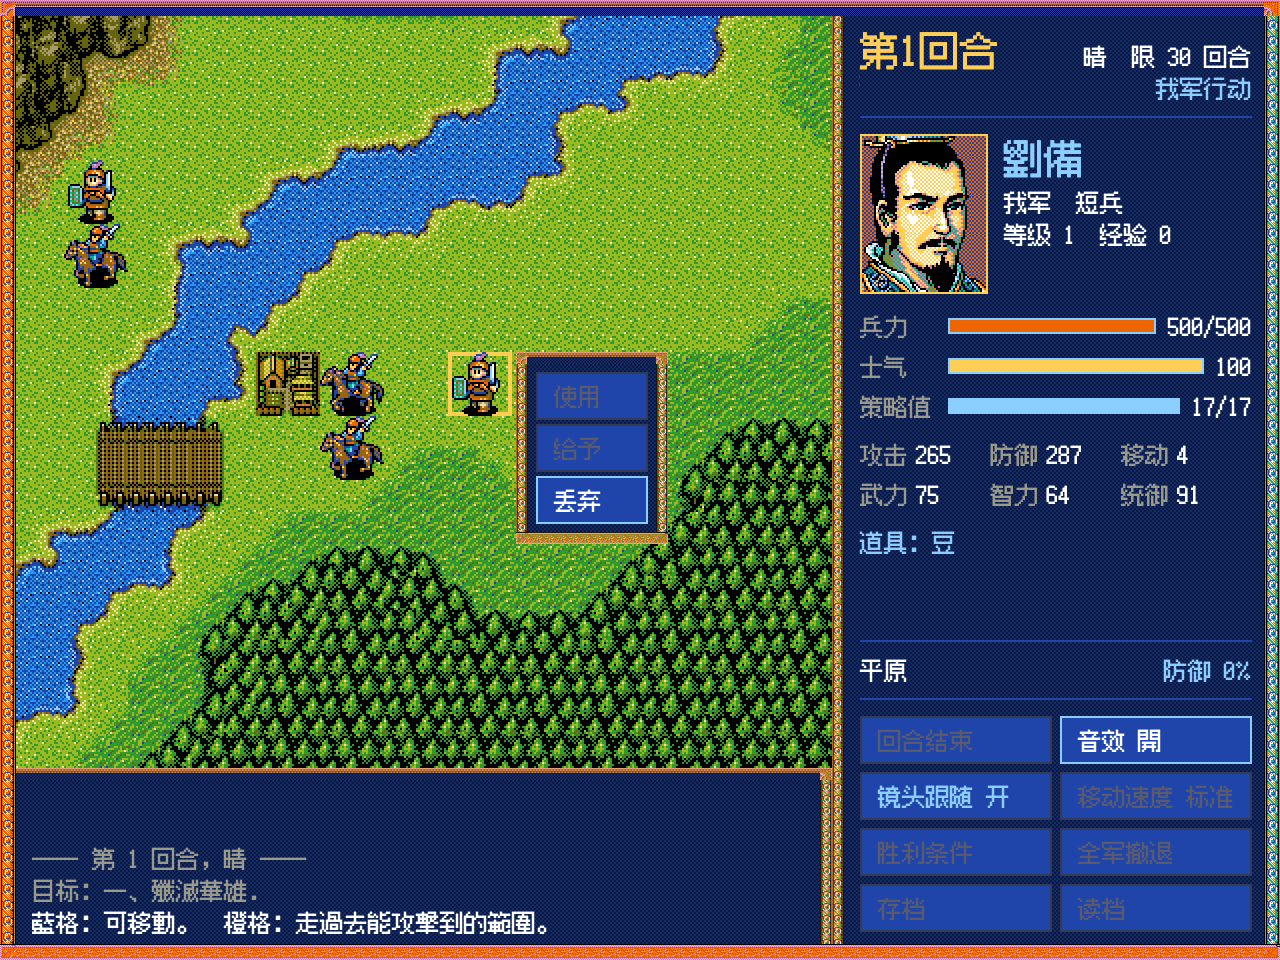 第1回合
晴 限 30 回合
我军行动
劉備
我军 短兵
等级 1 经验 0
兵力 500/500
士气 100
策略值 17/17
攻击 265 防御 287 移动 4
武力 75 智力 64 统御 91
道具: 豆
使用
给予
丢弃
平原 防御 0%
回合结束 音效 開
镜头跟随 开 移动速度 标准
胜利条件 全军撤退
存档 读档
—— 第 1 回合, 晴 ——
目标: 一、殲滅華雄.
藍格: 可移動。 橙格: 走過去能攻擊到的範圍。